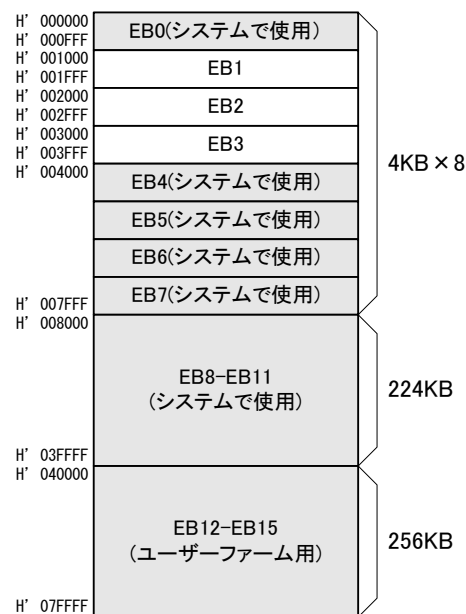 H’ 000000
EB0(システムで使用)
H’ 000FFF
H’ 001000
EB1
H’ 001FFF
H’ 002000
EB2
H’ 002FFF
H’ 003000
EB3
H’ 003FFF
H’ 004000
EB4(システムで使用)
EB5(システムで使用)
EB6(システムで使用)
EB7(システムで使用)
H’ 007FFF
4KB×8
H’ 008000
EB8-EB11
(システムで使用)
224KB
H’ 03FFFF
H’ 040000
EB12-EB15
(ユーザーファーム用)
256KB
H’ 07FFFF